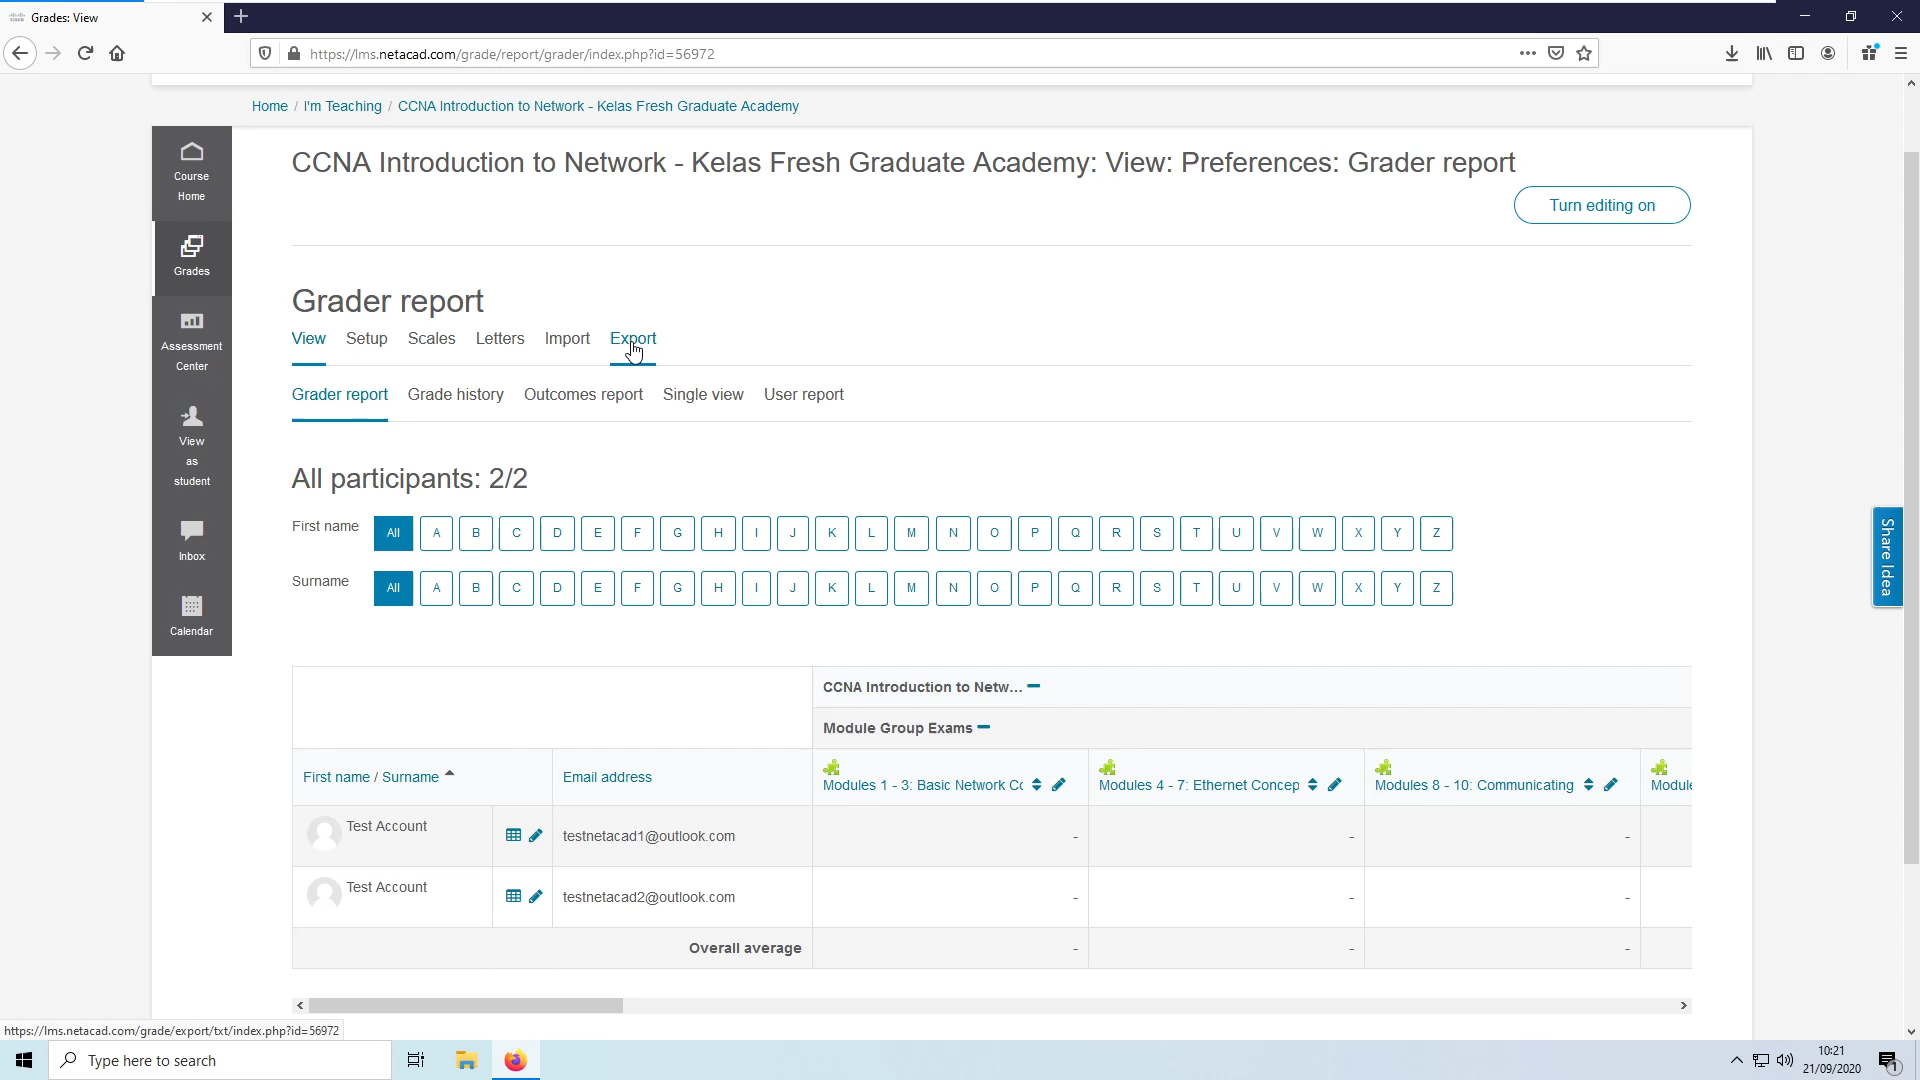 Grades: View
https://lms.netacad.com/grade/report/grader/index.php?id=56972
Home / I'm Teaching / CCNA Introduction to Network - Kelas Fresh Graduate Academy
Course
Home
Grades
Assessment
Center
View
as
student
Inbox
Calendar
CCNA Introduction to Network - Kelas Fresh Graduate Academy: View: Preferences: Grader report
Turn editing on
Grader report
View Setup Scales Letters Import Export
Grader report Grade history Outcomes report Single view User report
All participants: 2/2
First name All A B C D E F G H I J K L M N O P Q R S T U V W X Y Z
Surname All A B C D E F G H I J K L M N O P Q R S T U V W X Y Z
Share Idea
CCNA Introduction to Netw...
Module Group Exams
First name / Surname Email address Modules 1 - 3: Basic Network Co Modules 4 - 7: Ethernet Concep Modules 8 - 10: Communicating Module
Test Account testnetacad1@outlook.com - - -
Test Account testnetacad2@outlook.com - - -
Overall average - - -
https://lms.netacad.com/grade/export/txt/index.php?id=56972
Type here to search
10:21
21/09/2020
1